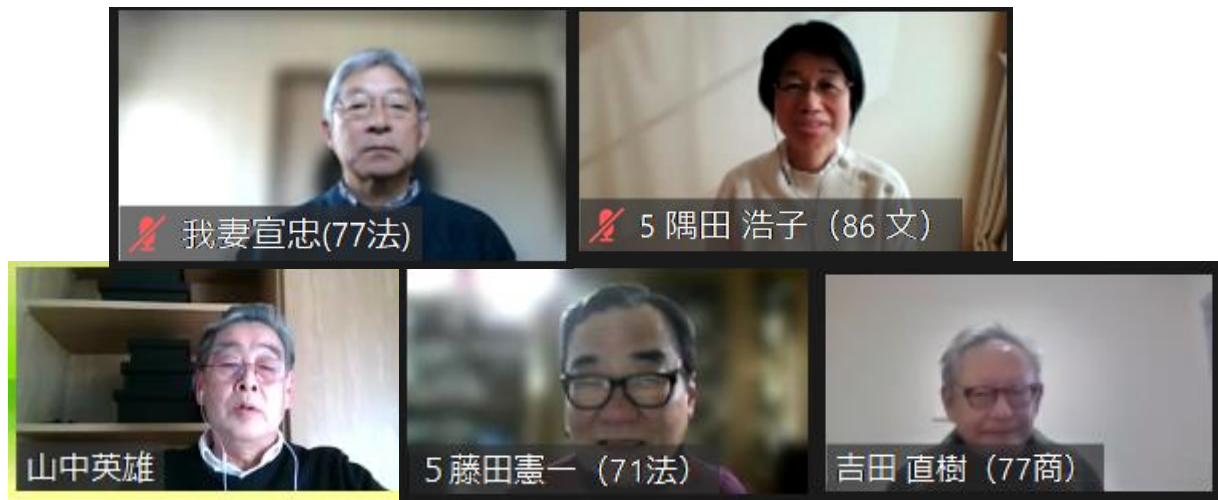 我妻宣忠(77法)
5 隅田 浩子（86 文）
山中英雄
5 藤田憲一（71法）
吉田 直樹（77商）